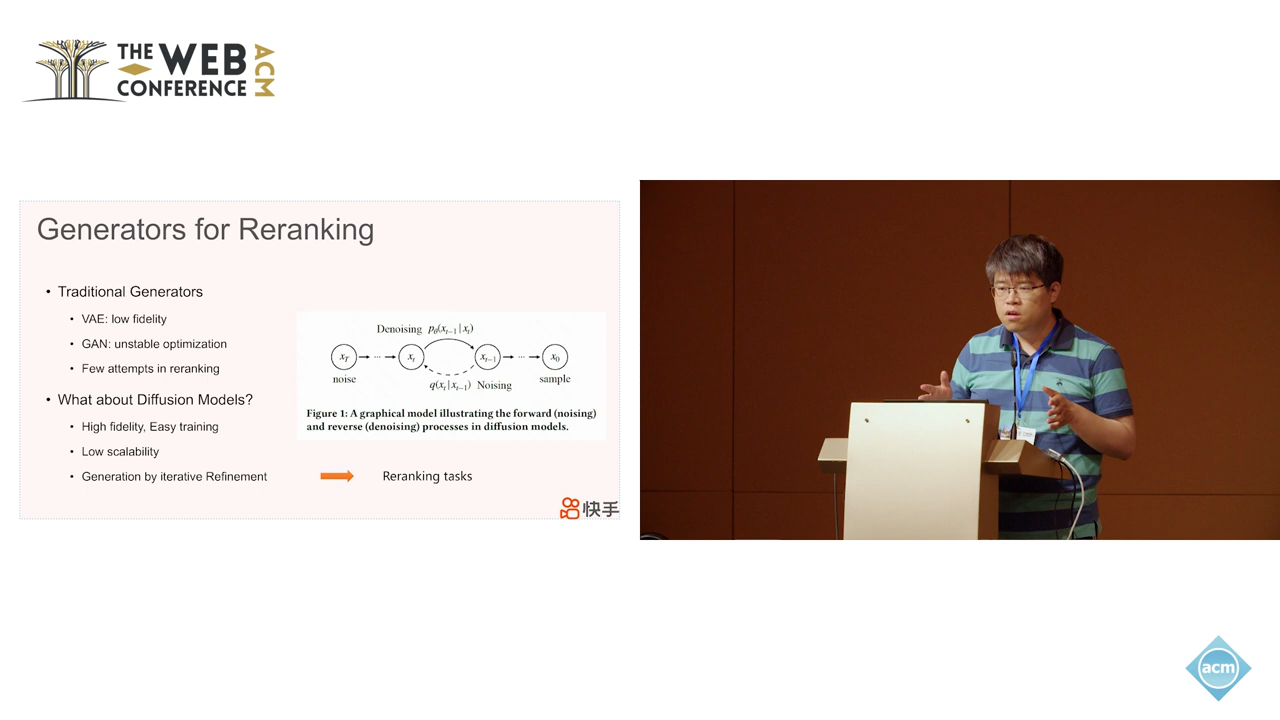 THE WEB
CONFERENCE
ACM
Generators for Reranking
• Traditional Generators
• VAE: low fidelity
• GAN: unstable optimization
• Few attempts in reranking
• What about Diffusion Models?
• High fidelity, Easy training
• Low scalability
• Generation by iterative Refinement
Denoising pθ(xt−1|xt)
xT ··· xt xt−1 ··· x0
noise sample
q(xt|xt−1) Noising
Figure 1: A graphical model illustrating the forward (noising)
and reverse (denoising) processes in diffusion models.
Reranking tasks
快手
acm